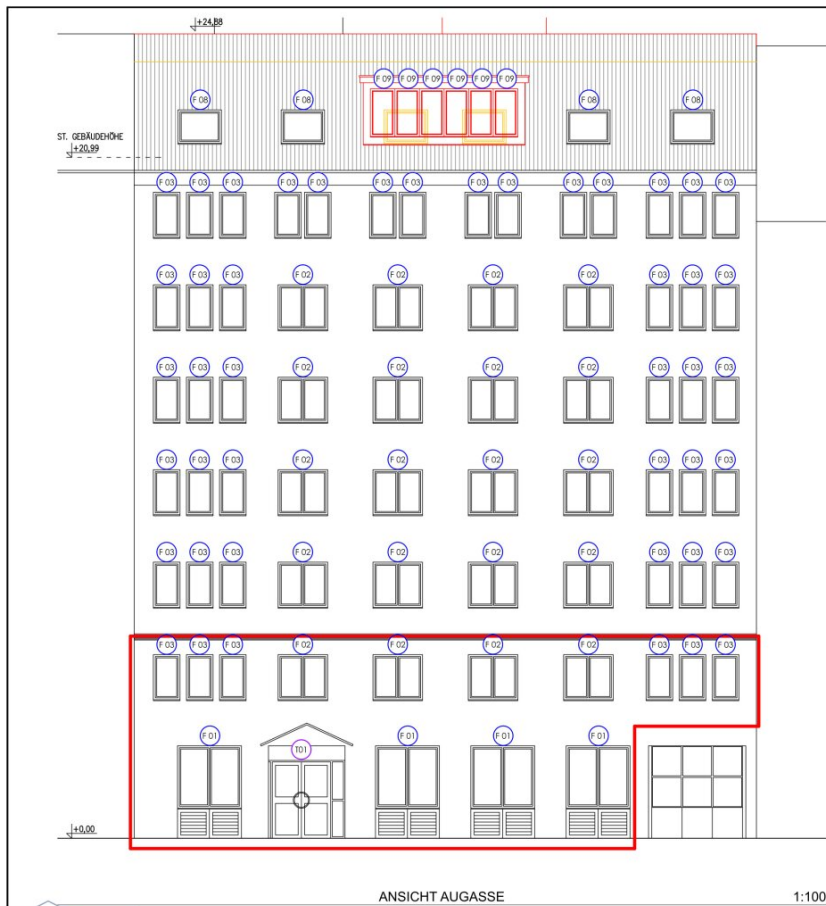 +24,88
F 09 F 09 F 09 F 09 F 09 F 09
F 08 F 08 F 08 F 08
ST. GEBÄUDEHÖHE
+20,99
F 03 F 03 F 03 F 03 F 03 F 03 F 03 F 03 F 03 F 03 F 03 F 03 F 03 F 03
F 03 F 03 F 03 F 02 F 02 F 02 F 02 F 03 F 03 F 03
F 03 F 03 F 03 F 02 F 02 F 02 F 02 F 03 F 03 F 03
F 03 F 03 F 03 F 02 F 02 F 02 F 02 F 03 F 03 F 03
F 03 F 03 F 03 F 02 F 02 F 02 F 02 F 03 F 03 F 03
F 03 F 03 F 03 F 02 F 02 F 02 F 02 F 03 F 03 F 03
F 01 F 01 F 01 F 01
T01
+0,00
ANSICHT AUGASSE 1:100